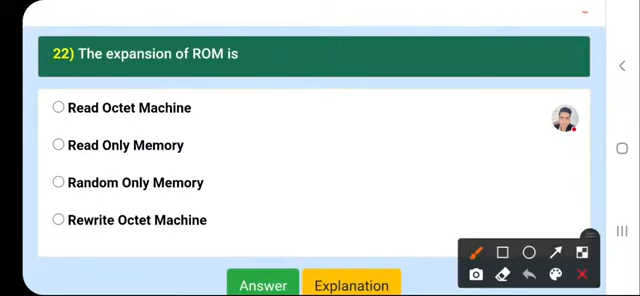 22) The expansion of ROM is
Read Octet Machine
Read Only Memory
Random Only Memory
Rewrite Octet Machine
Answer Explanation